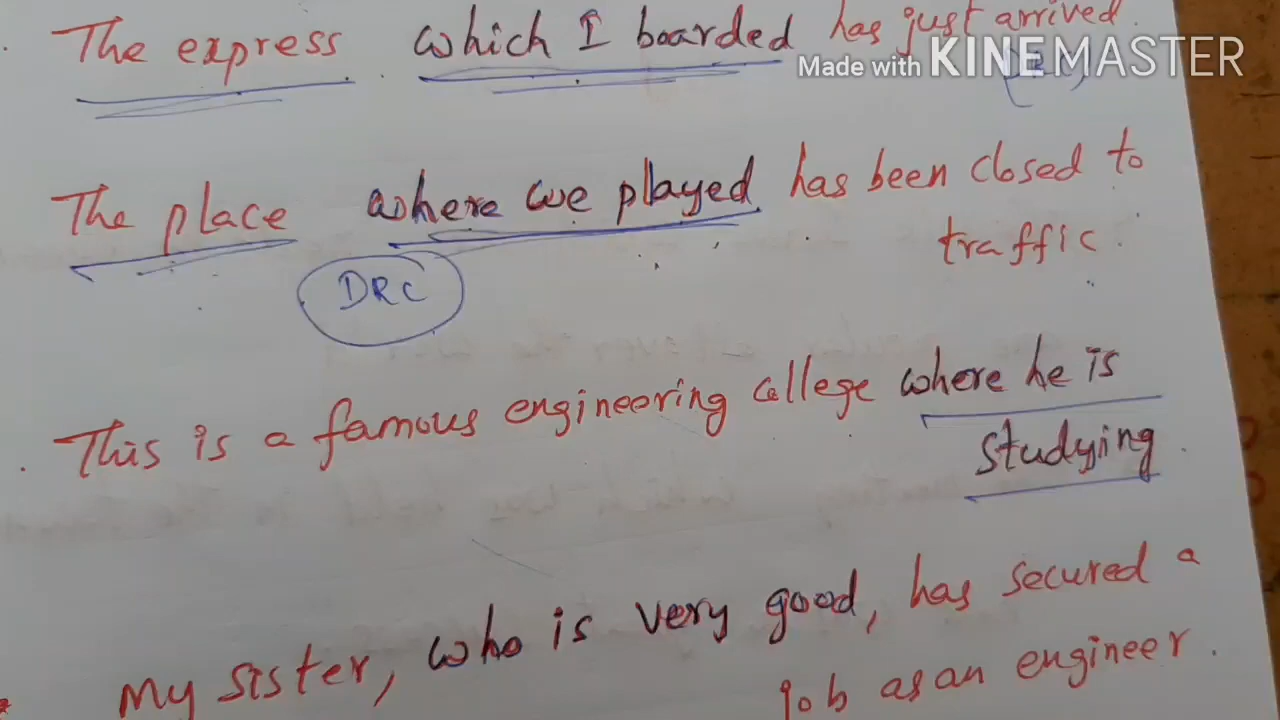 The express which I boarded has just arrived.
Made with KINEMASTER
The place where we played has been closed to
traffic.
DRC
This is a famous engineering college where he is
studying.
My sister, who is very good, has secured a
job as an engineer.